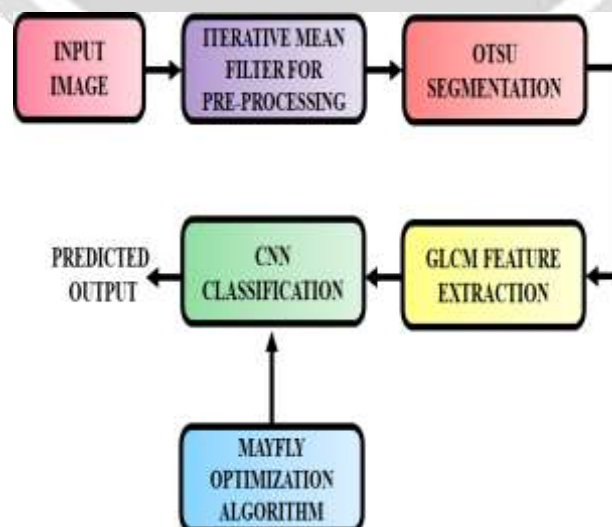 INPUT
IMAGE
ITERATIVE MEAN
FILTER FOR
PRE-PROCESSING
OTSU
SEGMENTATION
PREDICTED
OUTPUT
CNN
CLASSIFICATION
GLCM FEATURE
EXTRACTION
MAYFLY
OPTIMIZATION
ALGORITHM